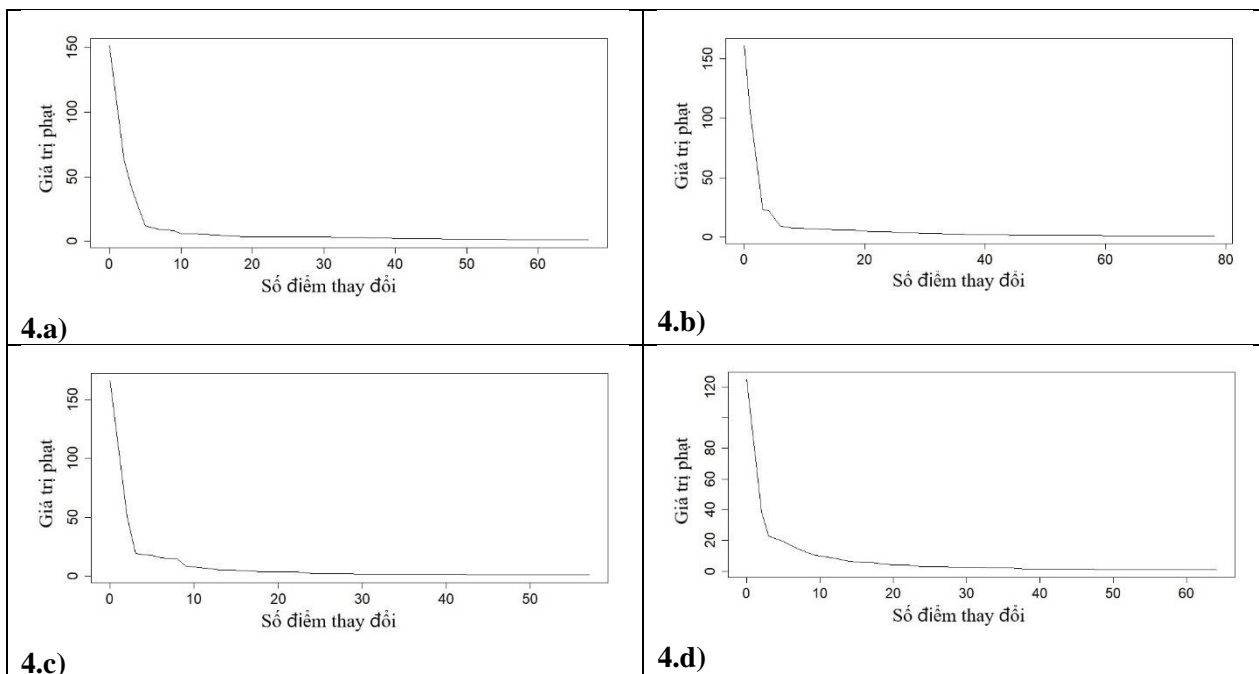 Giá trị phạt
150
100
50
0
0 10 20 30 40 50 60
Số điểm thay đổi
4.a)
Giá trị phạt
150
100
50
0
0 20 40 60 80
Số điểm thay đổi
4.b)
Giá trị phạt
150
100
50
0
0 10 20 30 40 50
Số điểm thay đổi
4.c)
Giá trị phạt
120
80
60
40
20
0
0 10 20 30 40 50 60
Số điểm thay đổi
4.d)